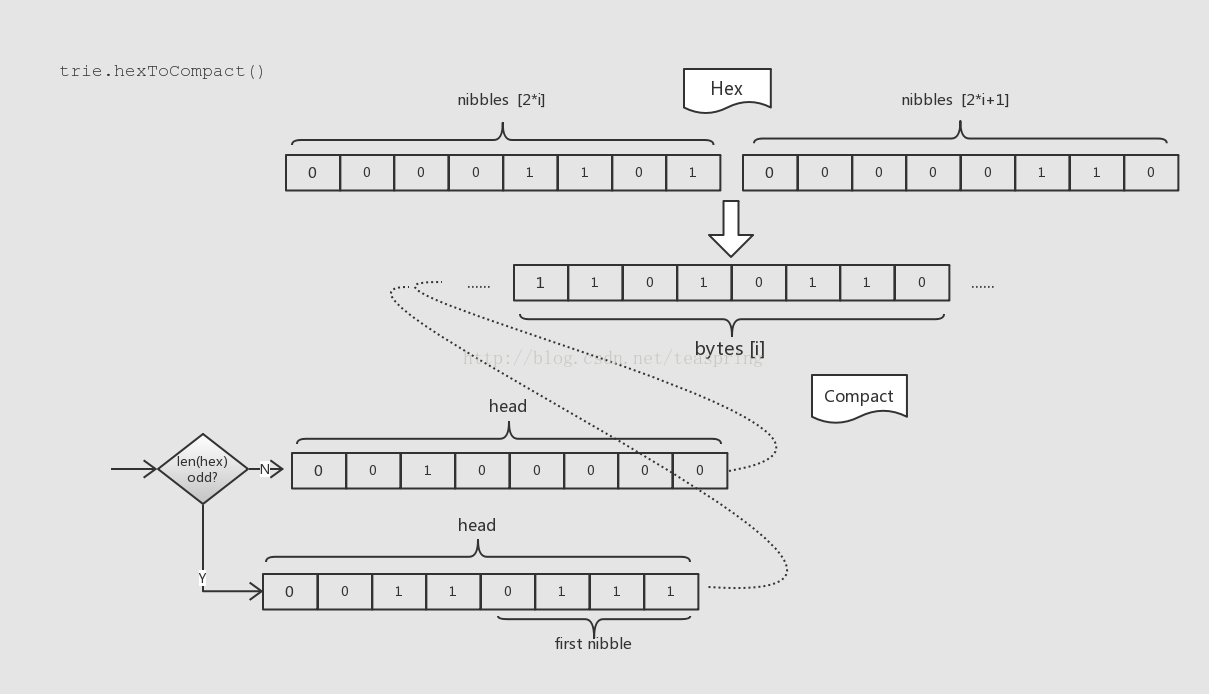 trie.hexToCompact()
Hex
nibbles [2*i]
nibbles [2*i+1]
0 0 0 0 1 1 0 1
0 0 0 0 0 1 1 0
...... 1 1 0 1 0 1 1 0 ......
bytes [i]
http://blog.csdn.net/teaspring
Compact
head
len(hex)
odd?
N
0 0 1 0 0 0 0 0
head
Y
0 0 1 1 0 1 1 1
first nibble